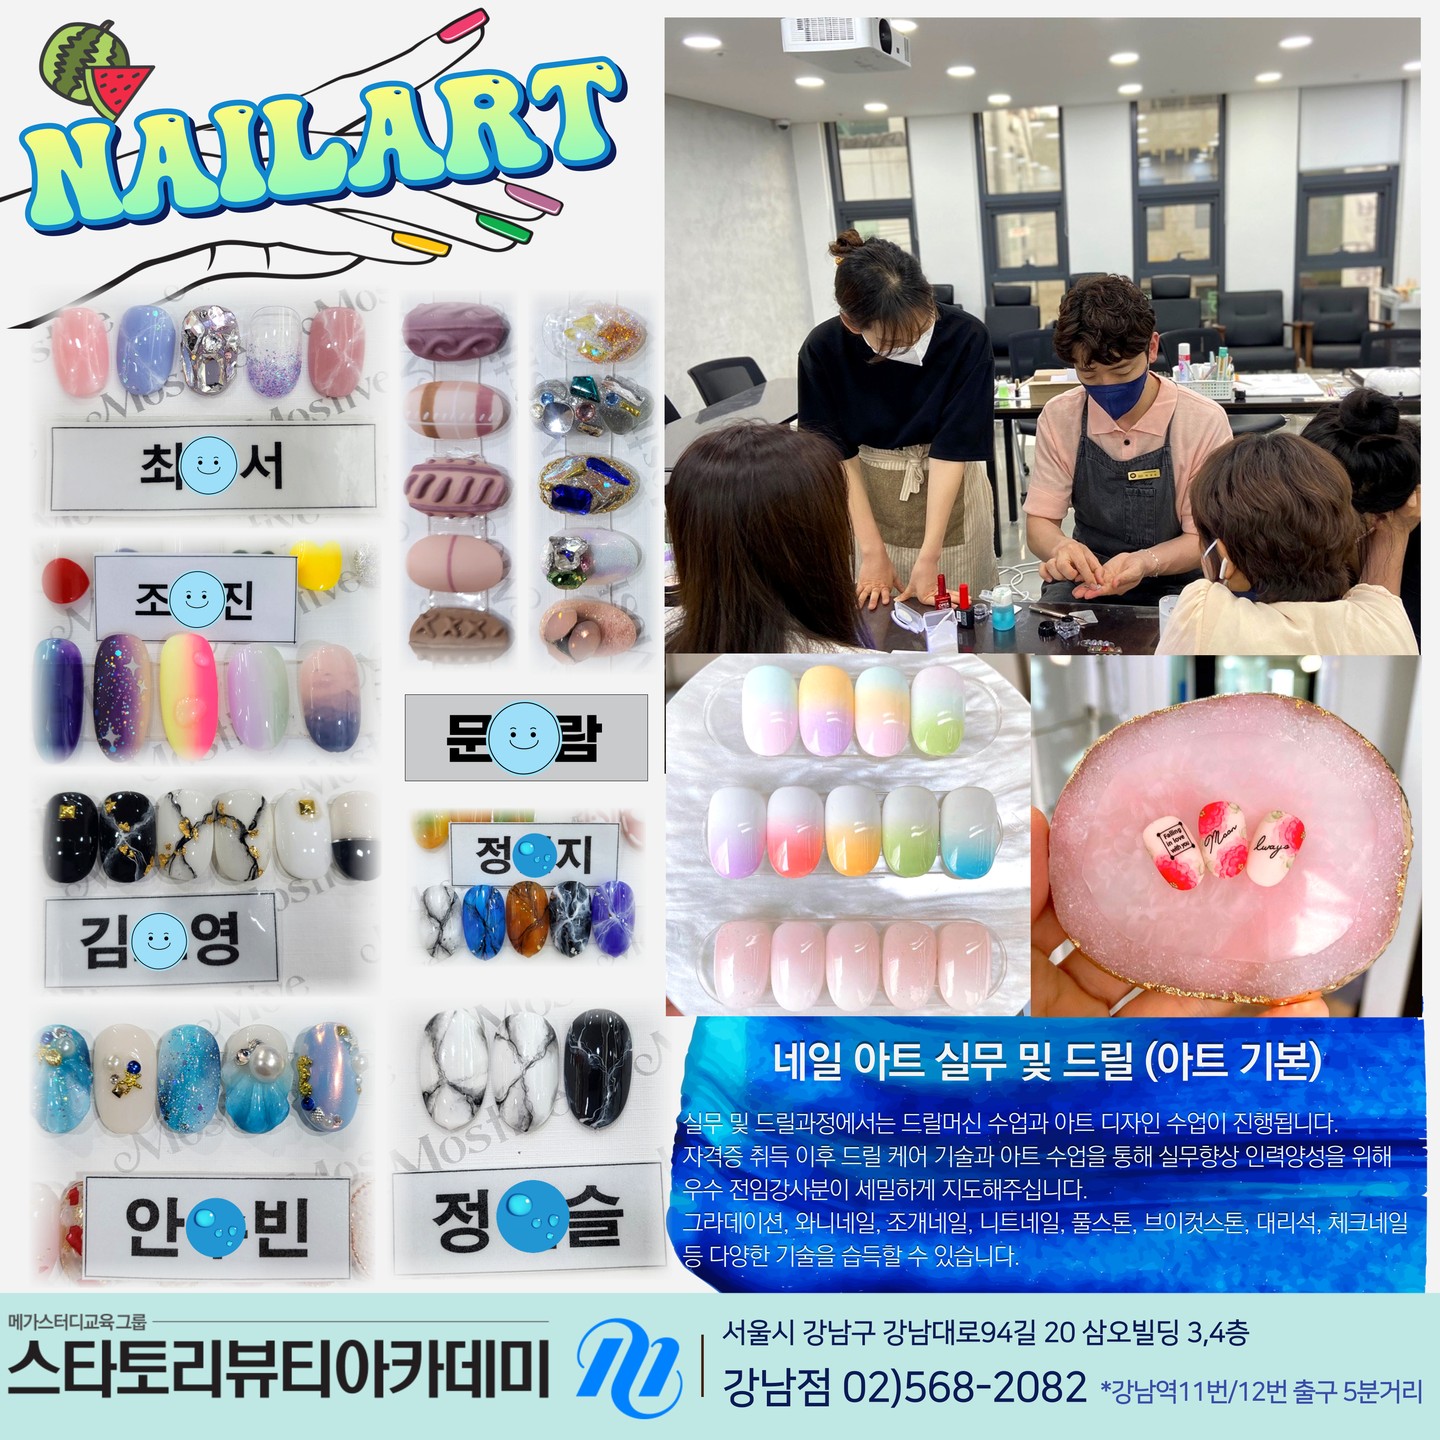 NAILART
최 서
조 진
문 람
정 지
김 영
안 빈
정 슬
Mostive
Falling
in love
with you
Moon
lways
네일 아트 실무 및 드릴 (아트 기본)
실무 및 드릴과정에서는 드릴머신 수업과 아트 디자인 수업이 진행됩니다.
자격증 취득 이후 드릴 케어 기술과 아트 수업을 통해 실무향상 인력양성을 위해
우수 전임강사분이 세밀하게 지도해주십니다.
그라데이션, 와니네일, 조개네일, 니트네일, 풀스톤, 브이컷스톤, 대리석, 체크네일
등 다양한 기술을 습득할 수 있습니다.
메가스터디교육그룹
스타토리뷰티아카데미
서울시 강남구 강남대로94길 20 삼오빌딩 3,4층
강남점 02)568-2082 *강남역11번/12번 출구 5분거리